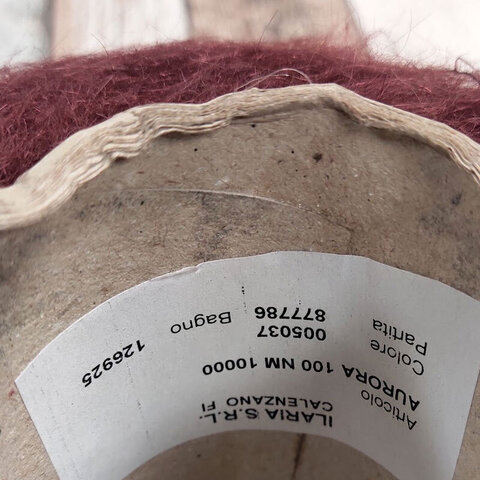 ILARIA S.R.L.
CALENZANO FI
Articolo
AURORA 100 NM 10000
Colore 005037 Bagno 126925
Partita 877786